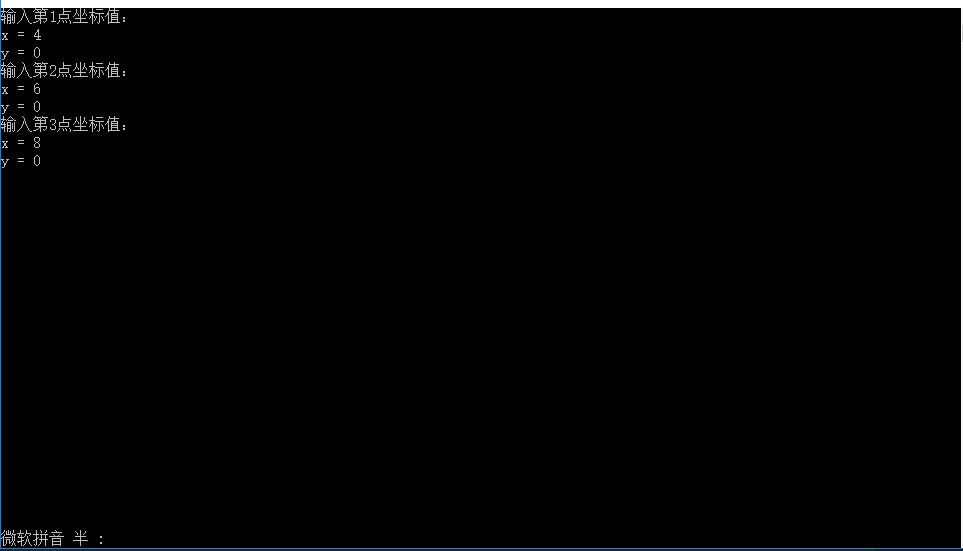 输入第1点坐标值:
x = 4
y = 0
输入第2点坐标值:
x = 6
y = 0
输入第3点坐标值:
x = 8
y = 0
微软拼音 半 :